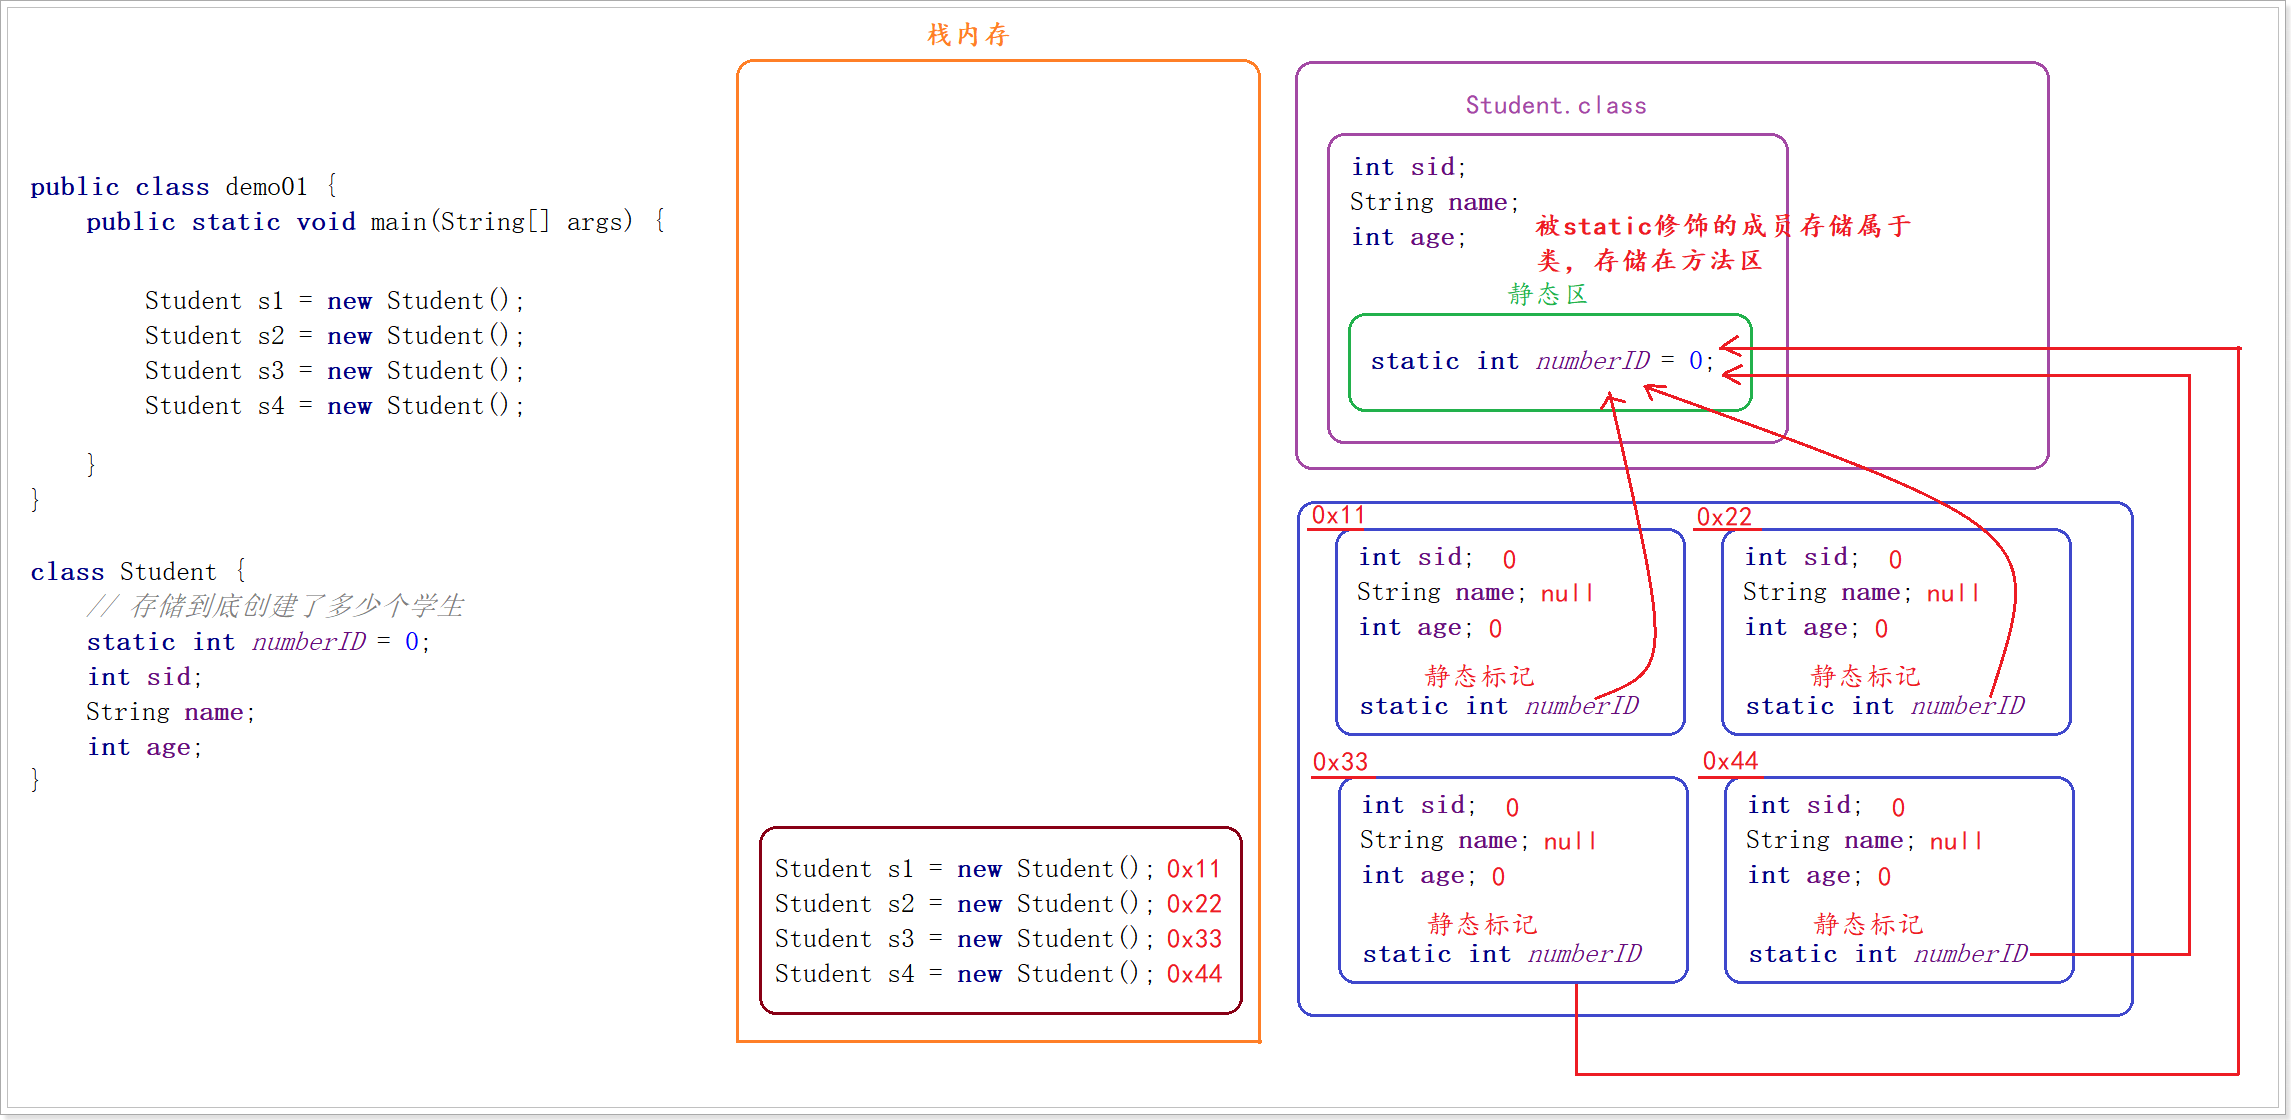 public class demo01 {
public static void main(String[] args) {
Student s1 = new Student();
Student s2 = new Student();
Student s3 = new Student();
Student s4 = new Student();
}
}
class Student {
// 存储到底创建了多少个学生
static int numberID = 0;
int sid;
String name;
int age;
}
栈内存
Student s1 = new Student(); 0x11
Student s2 = new Student(); 0x22
Student s3 = new Student(); 0x33
Student s4 = new Student(); 0x44
Student.class
int sid;
String name;
int age;
被static修饰的成员存储属于
类，存储在方法区
静态区
static int numberID = 0;
0x11
int sid; 0
String name; null
int age; 0
静态标记
static int numberID
0x22
int sid; 0
String name; null
int age; 0
静态标记
static int numberID
0x33
int sid; 0
String name; null
int age; 0
静态标记
static int numberID
0x44
int sid; 0
String name; null
int age; 0
静态标记
static int numberID